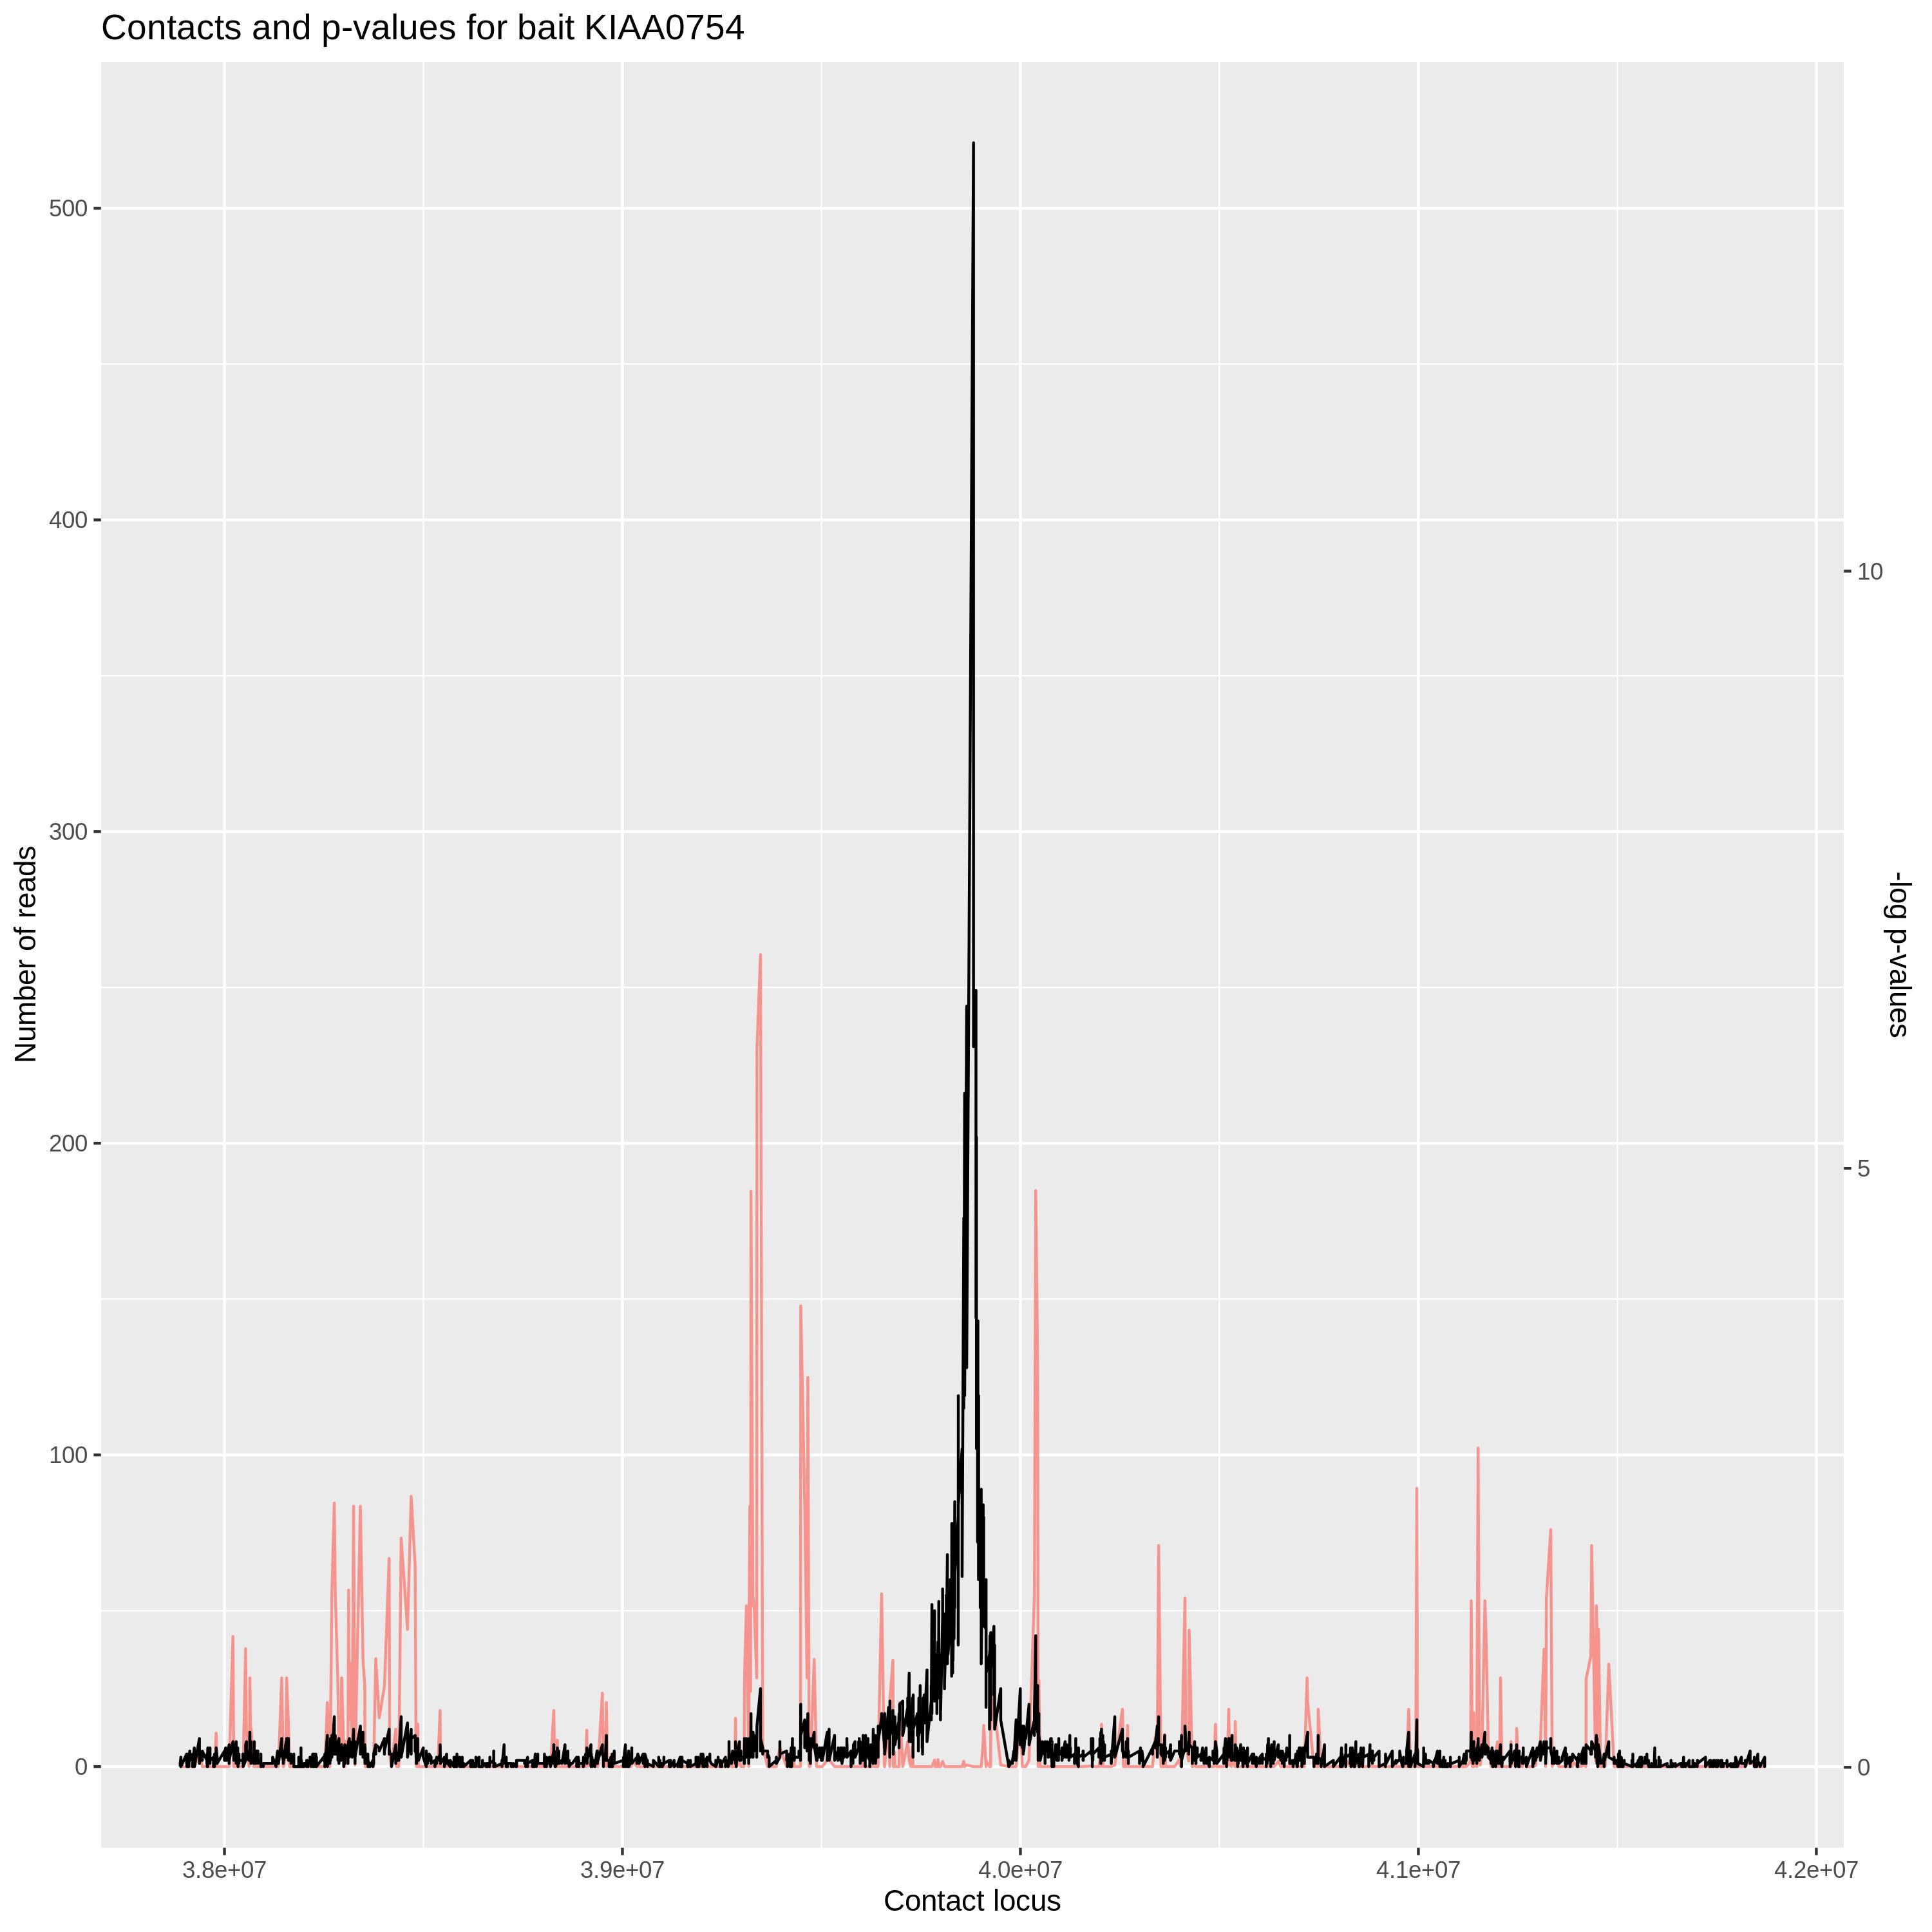 Contacts and p-values for bait KIAA0754
Number of reads
500
400
300
200
100
0
10
5
0
-log p-values
3.8e+07 3.9e+07 4.0e+07 4.1e+07 4.2e+07
Contact locus